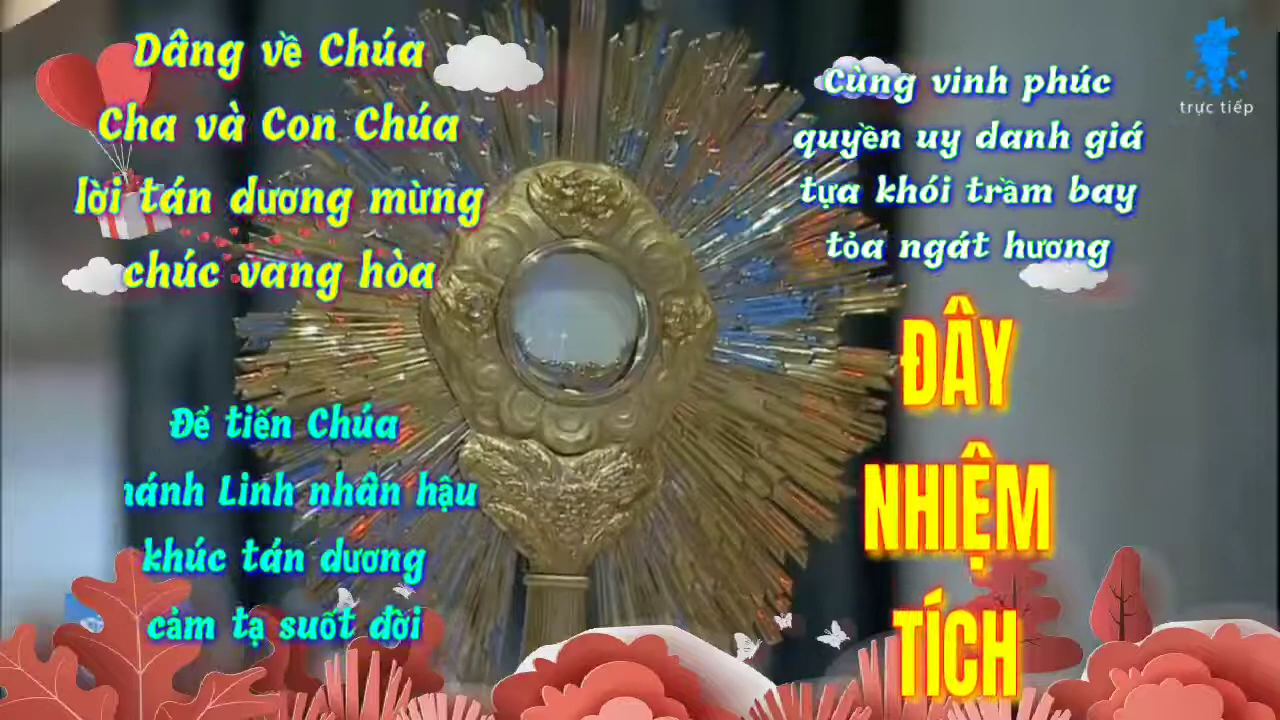 Dâng về Chúa
Cha và Con Chúa
lời tán dương mừng
chúc vang hòa
Cùng vinh phúc
quyền uy danh giá
tựa khói trầm bay
tỏa ngát hương
trực tiếp
Để tiến Chúa
Linh nhân hậu
khúc tán dương
cảm tạ suốt đời
ĐÂY
NHIỆM
TÍCH